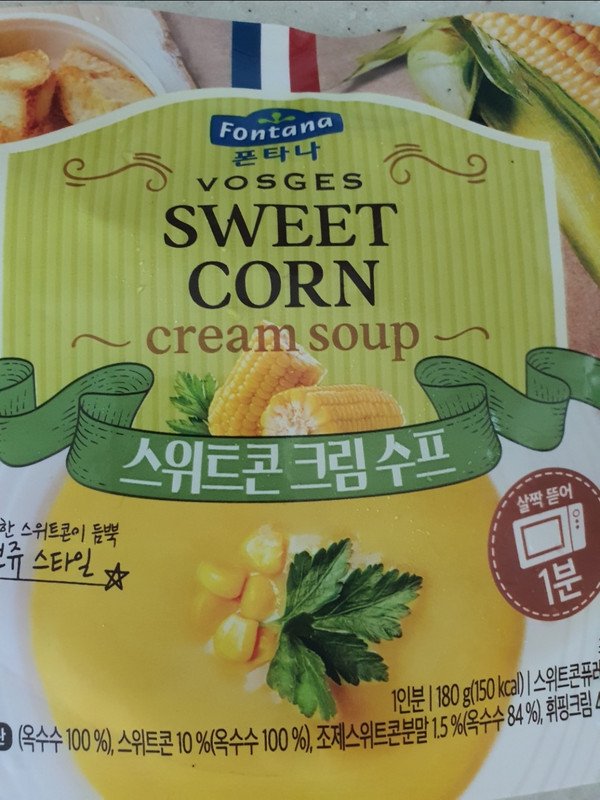 Fontana
폰타나
VOSGES
SWEET
CORN
cream soup
스위트콘 크림 수프
한 스위트콘이 듬뿍
쥬 스타일
살짝 뜯어
1분
1인분 | 180 g(150 kcal) | 스위트콘퓨레
(옥수수 100 %), 스위트콘 10 %(옥수수 100 %), 조제스위트콘분말 1.5 %(옥수수 84 %), 휘핑크림